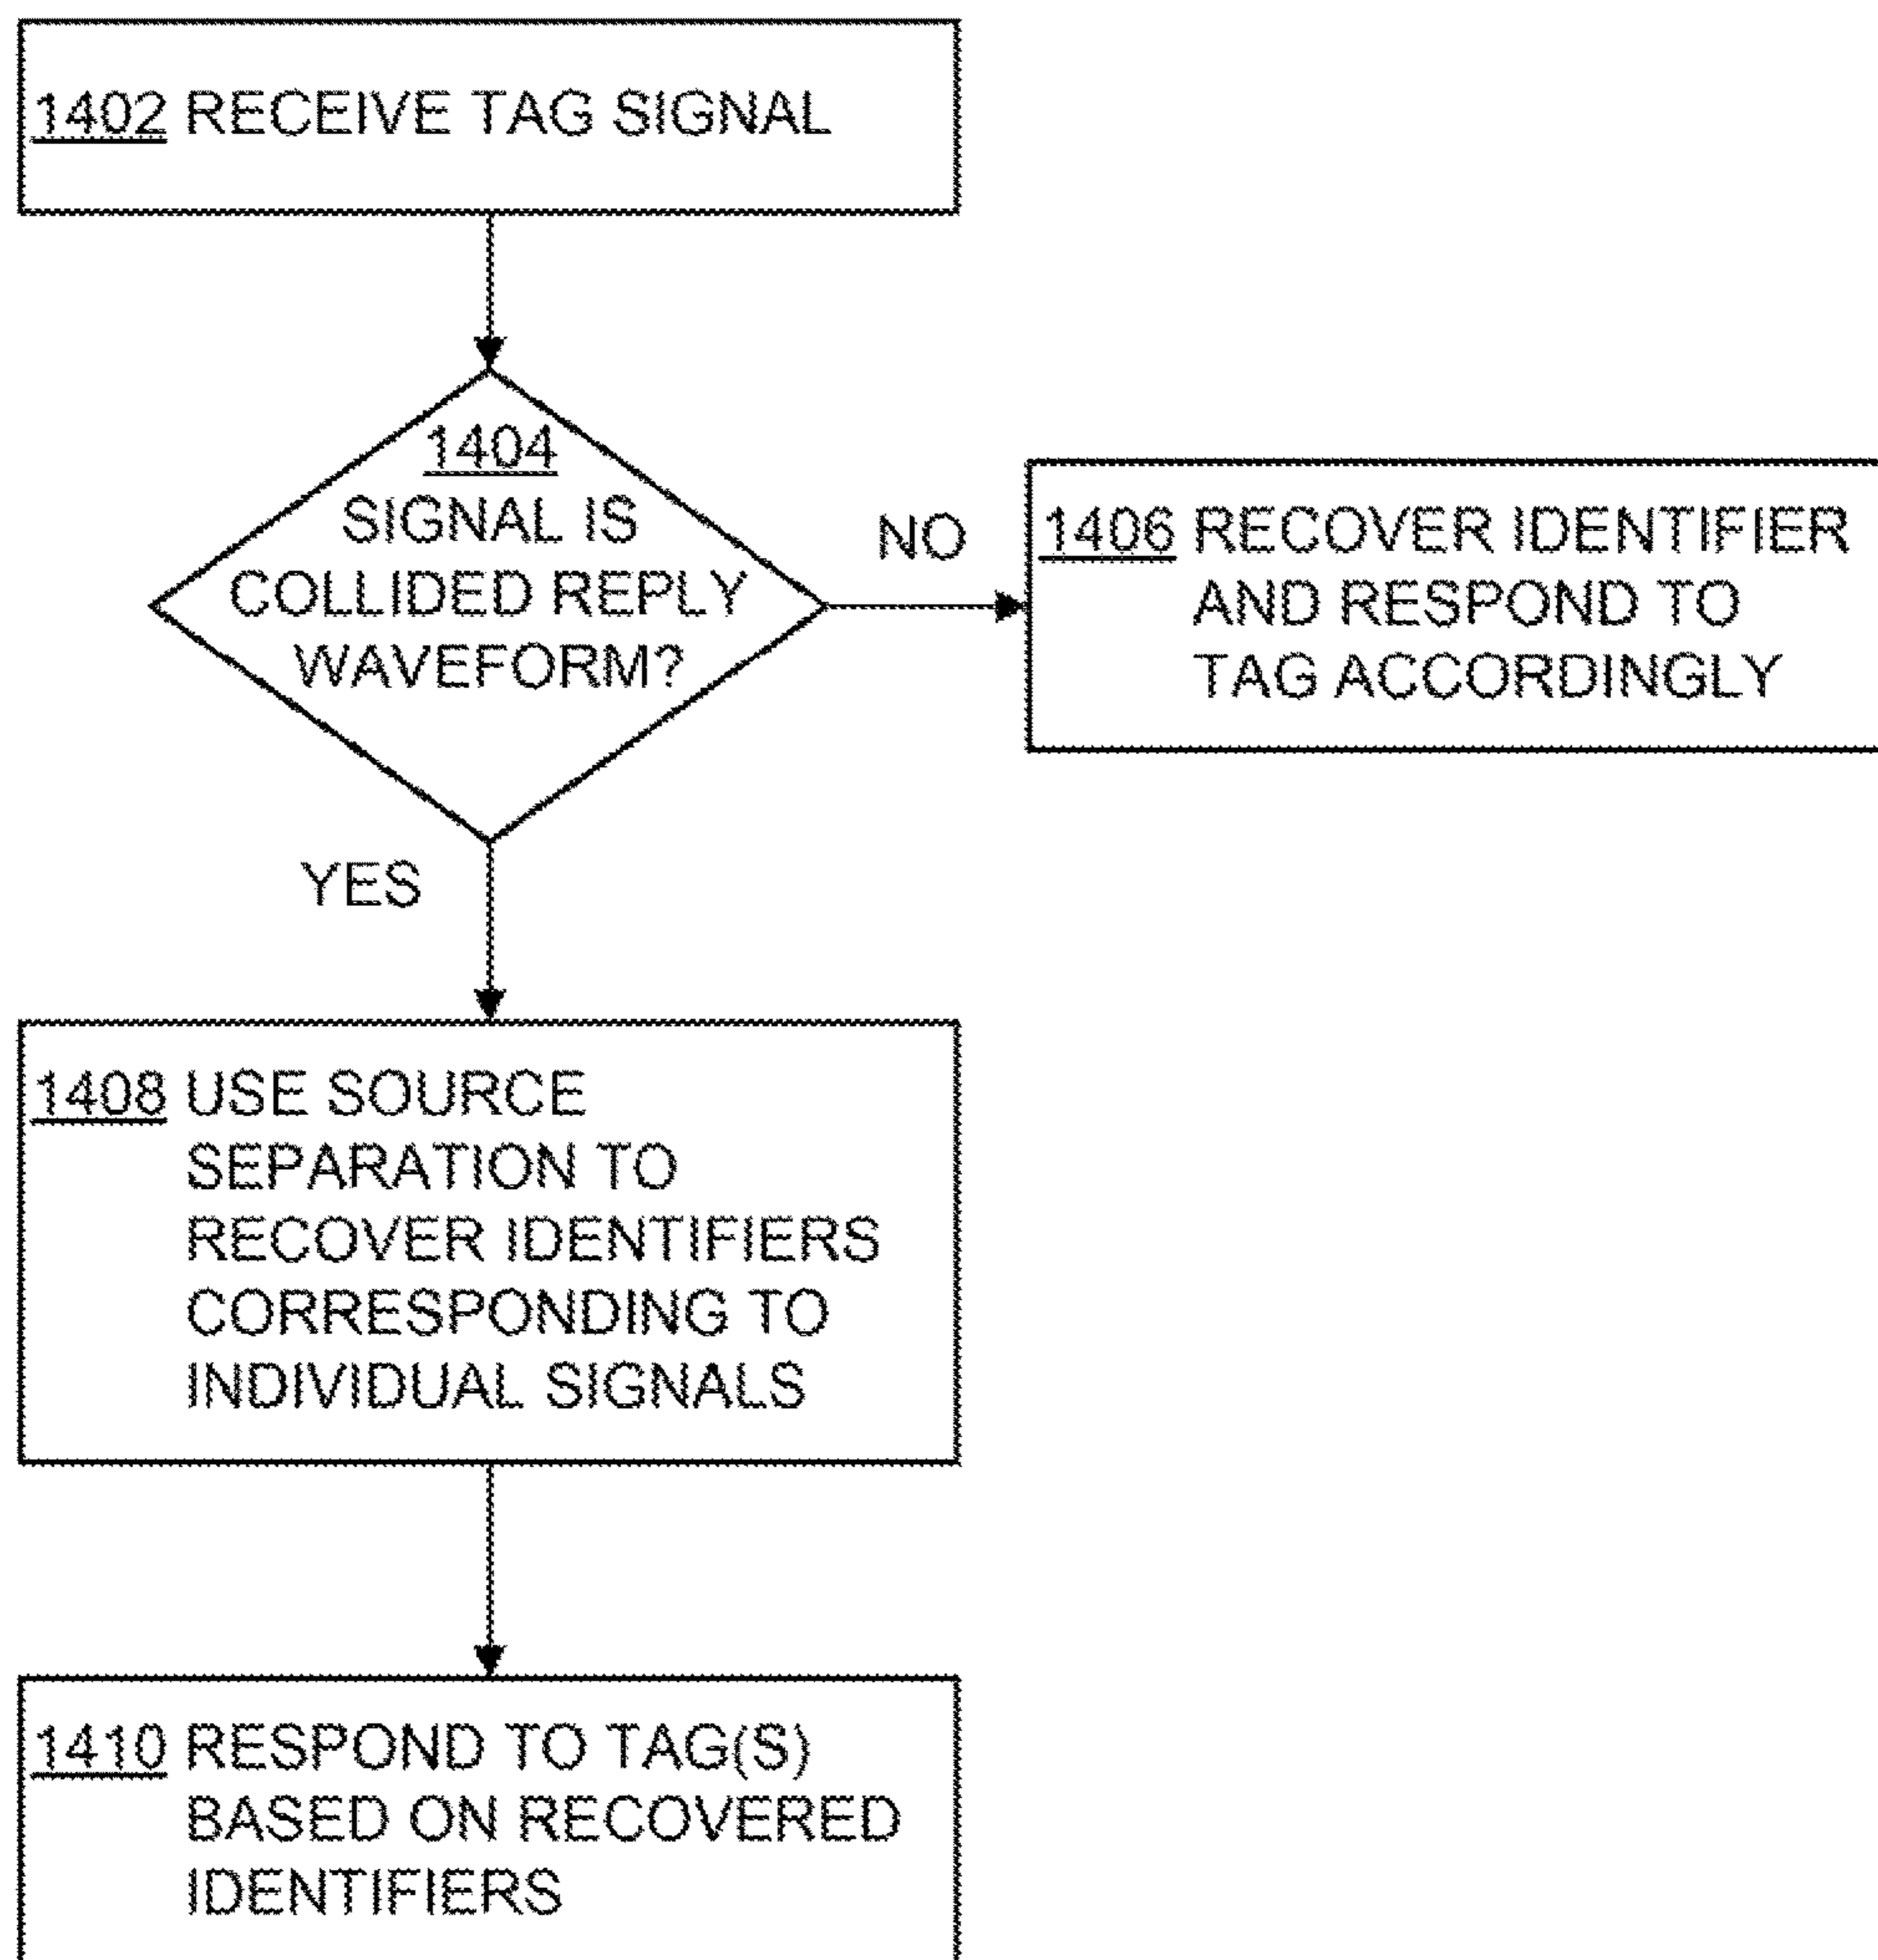 1402 RECEIVE TAG SIGNAL
1404
SIGNAL IS
COLLIDED REPLY
WAVEFORM?
NO
1406 RECOVER IDENTIFIER
AND RESPOND TO
TAG ACCORDINGLY
YES
1408 USE SOURCE
SEPARATION TO
RECOVER IDENTIFIERS
CORRESPONDING TO
INDIVIDUAL SIGNALS
1410 RESPOND TO TAG(S)
BASED ON RECOVERED
IDENTIFIERS